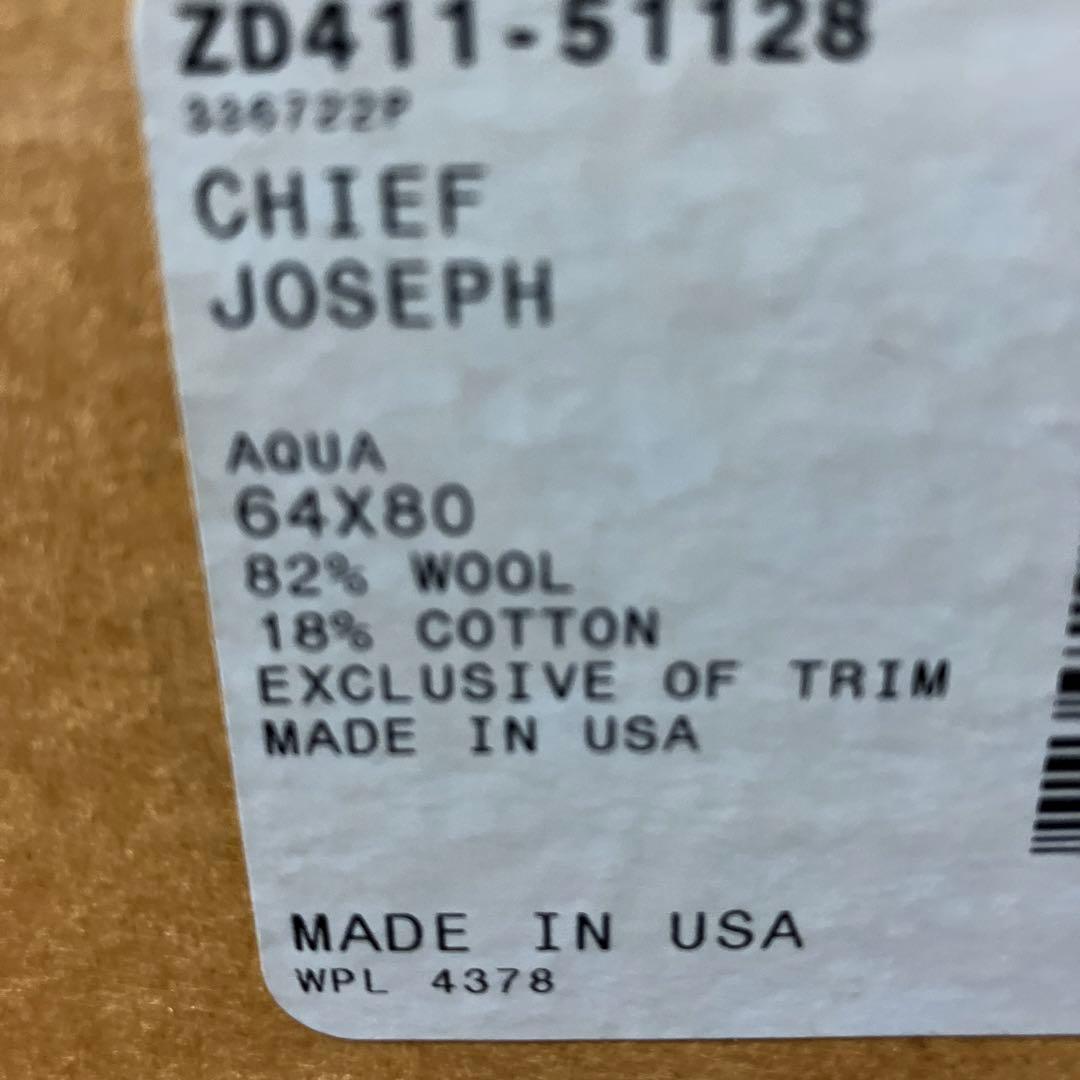 ZD411-51128
336722P
CHIEF
JOSEPH
AQUA
64X80
82% WOOL
18% COTTON
EXCLUSIVE OF TRIM
MADE IN USA
MADE IN USA
WPL 4378